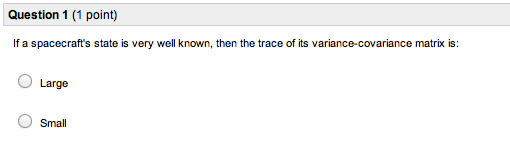 Question 1 (1 point)
If a spacecraft's state is very well known, then the trace of its variance-covariance matrix is:
Large
Small